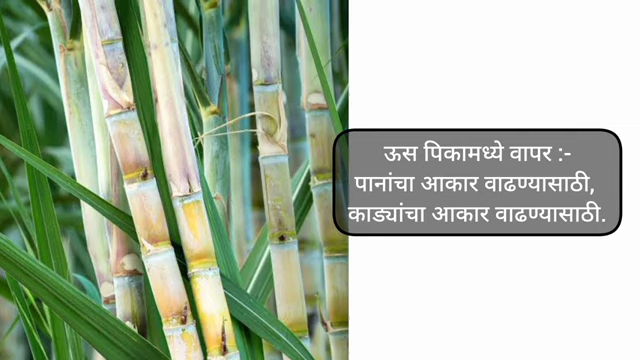 ऊस पिकामध्ये वापर :-
पानांचा आकार वाढण्यासाठी,
काड्यांचा आकार वाढण्यासाठी.